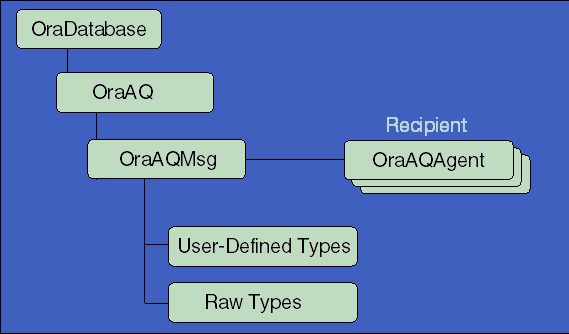 OraDatabase
OraAQ
Recipient
OraAQMsg
OraAQAgent
User-Defined Types
Raw Types